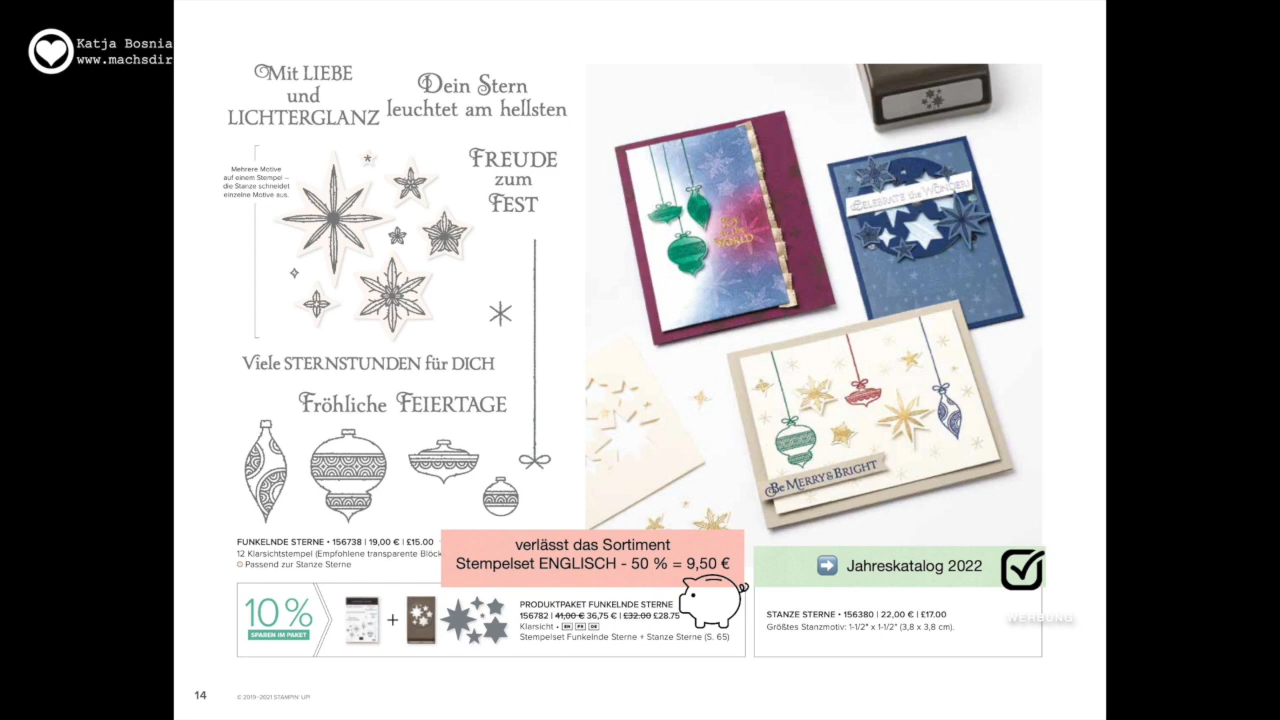 Katja Bosnia
www.machsdir
Mit LIEBE
und
LICHTERGLANZ
Dein Stern
leuchtet am hellsten
Mehrere Motive
auf einem Stempel –
die Stanze schneidet
einzelne Motive aus.
FREUDE
zum
FEST
Viele STERNSTUNDEN für DICH
Fröhliche FEIERTAGE
JOY
to the
WORLD
CELEBRATE the WONDER!
Be MERRY & BRIGHT
FUNKELNDE STERNE • 156738 | 19,00 € | £15.00
12 Klarsichtstempel (Empfohlene transparente Blöck
Passend zur Stanze Sterne
verlässt das Sortiment
Stempelset ENGLISCH - 50 % = 9,50 €
Jahreskatalog 2022
10 %
SPAREN IM PAKET
PRODUKTPAKET FUNKELNDE STERNE
156782 | 41,00 € 36,75 € | £32.00 £28.75
Klarsicht • EN FR DE
Stempelset Funkelnde Sterne + Stanze Sterne (S. 65)
STANZE STERNE • 156380 | 22,00 € | £17.00
Größtes Stanzmotiv: 1-1/2" x 1-1/2" (3,8 x 3,8 cm).
WERBUNG
14
© 2019–2021 STAMPIN' UP!